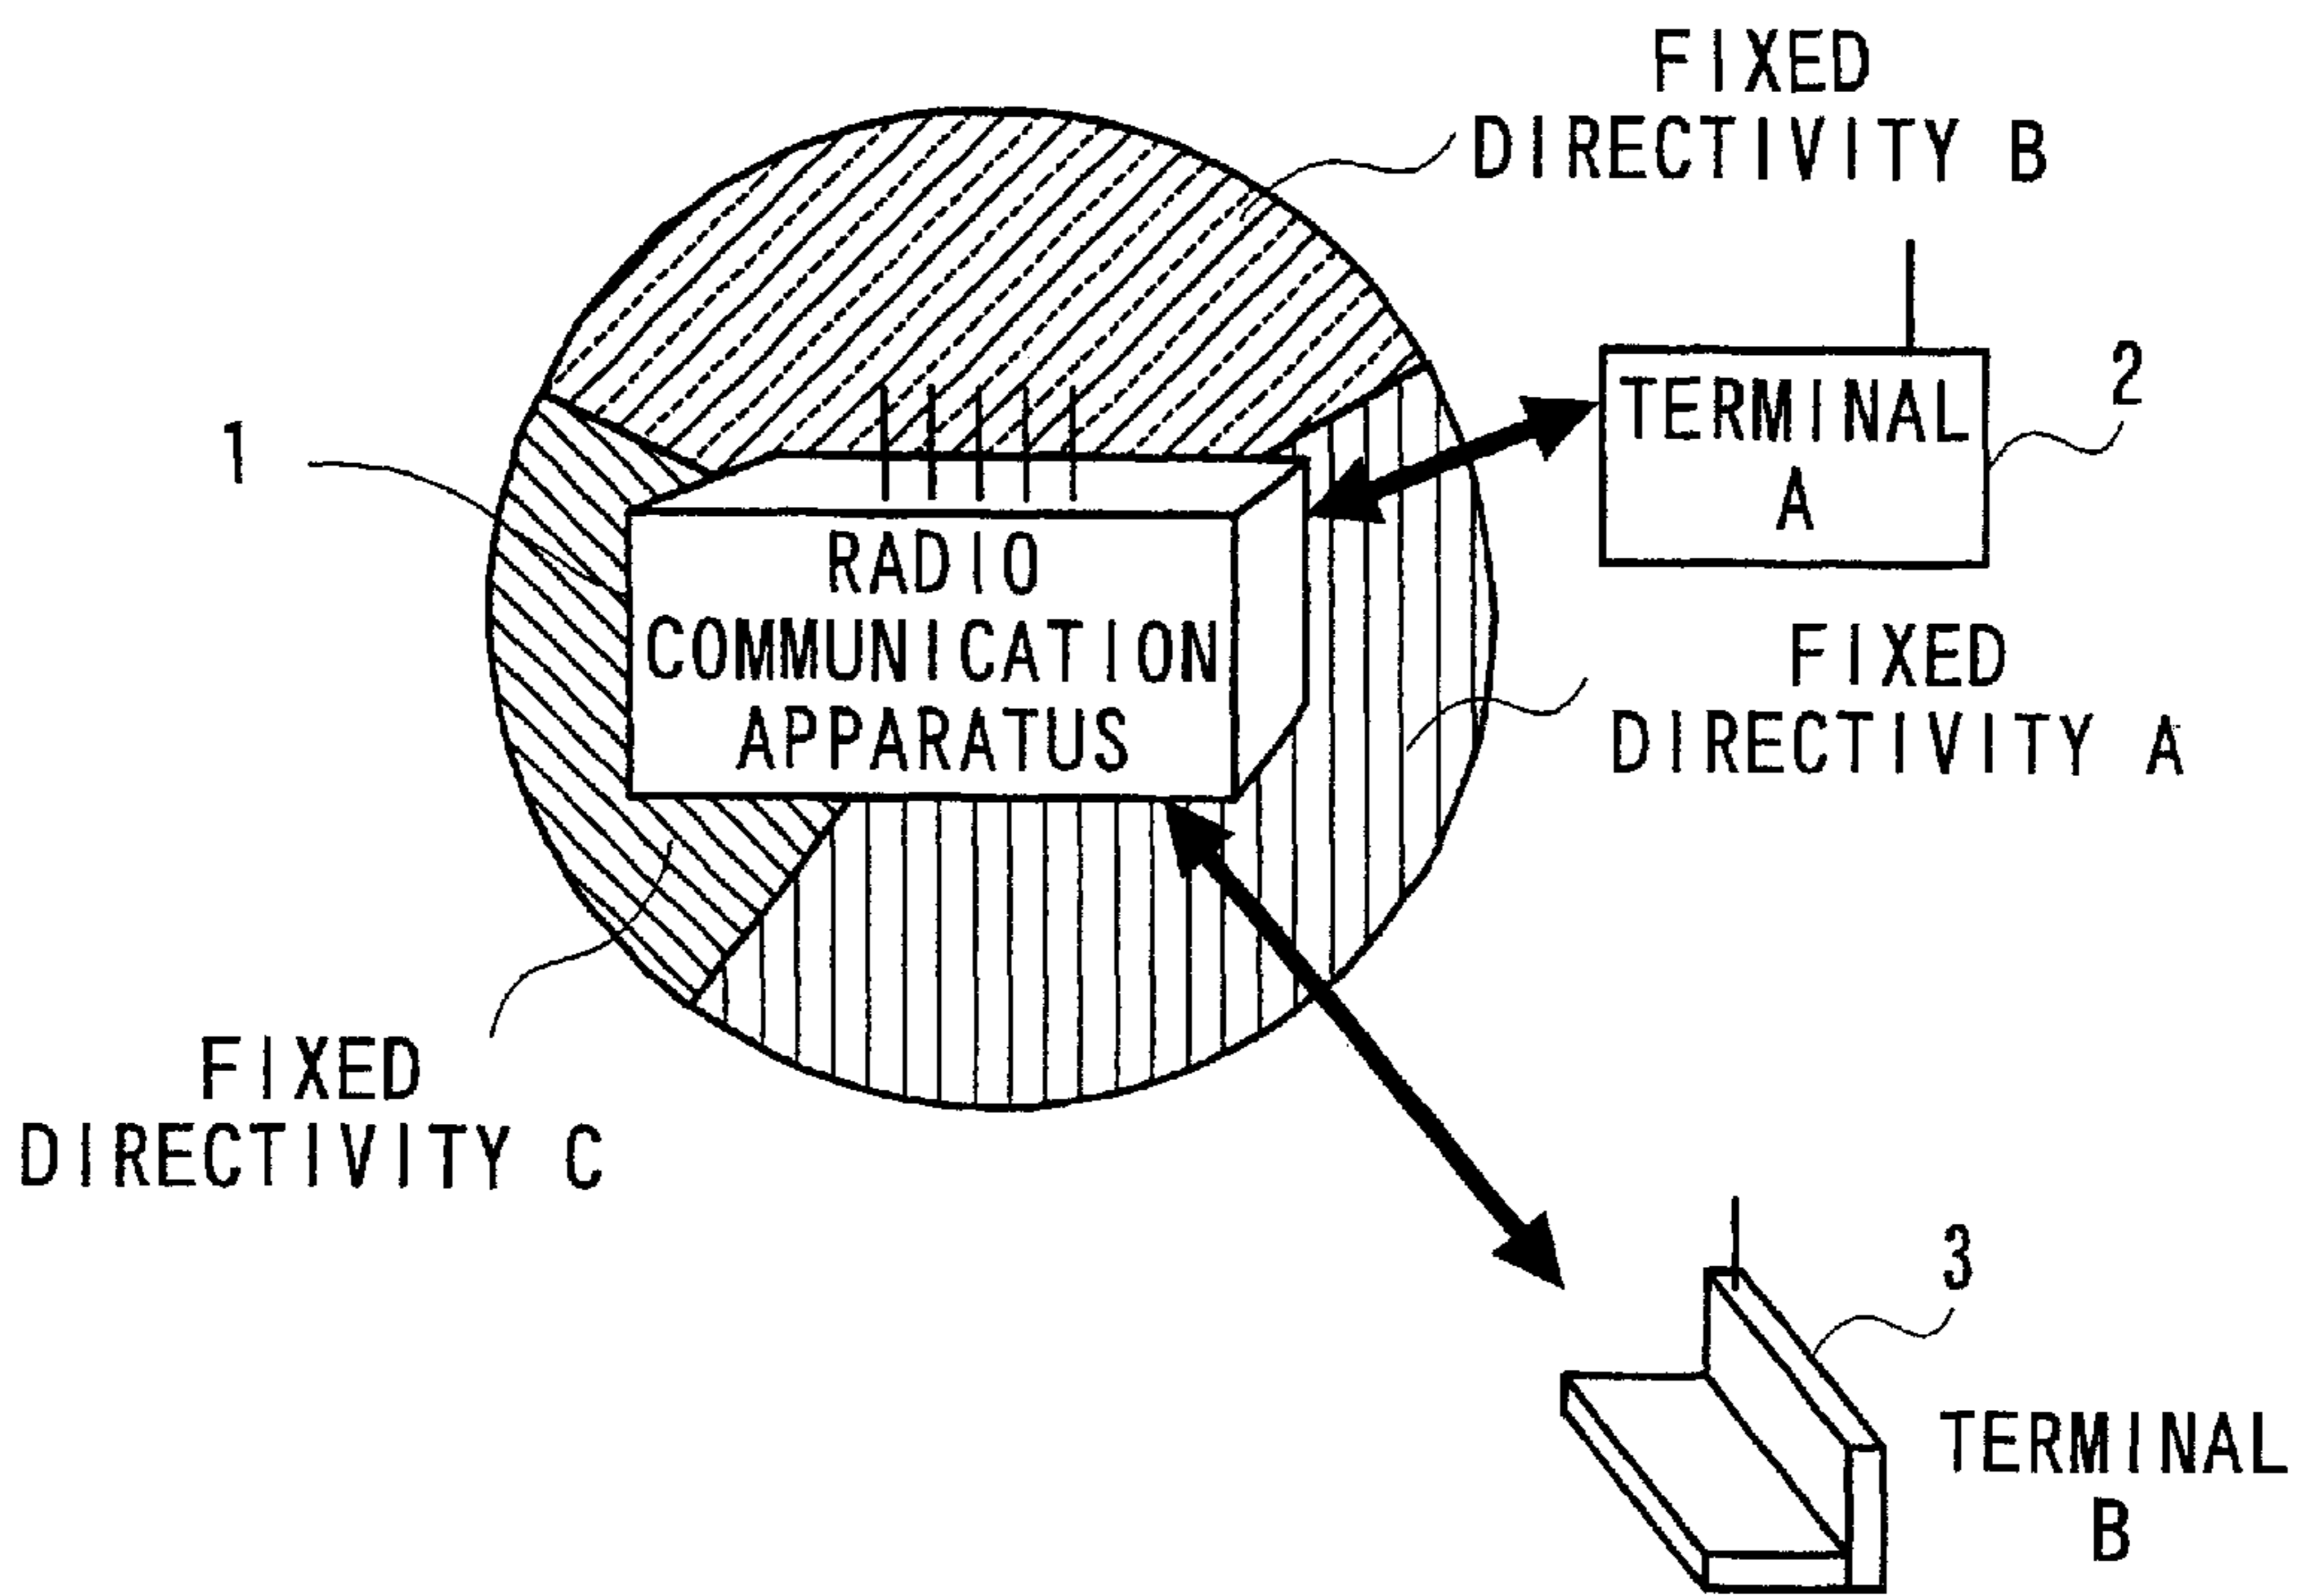 FIXED
DIRECTIVITY B
TERMINAL
A
2
1
RADIO
COMMUNICATION
APPARATUS
FIXED
DIRECTIVITY A
FIXED
DIRECTIVITY C
3
TERMINAL
B